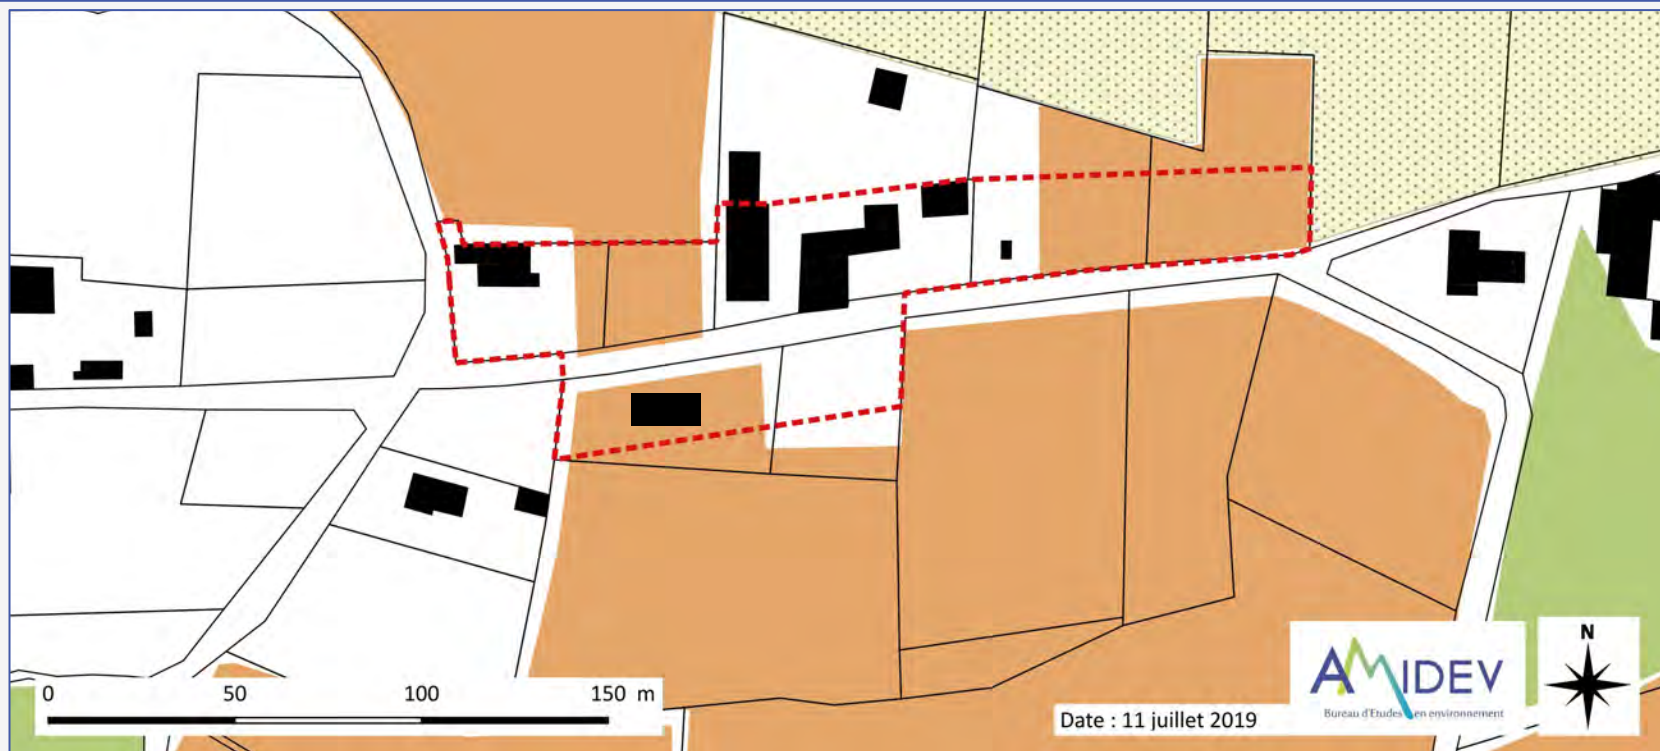 N
0 50 100 150 m
Date : 11 juillet 2019
AMIDEV
Bureau d'Etudes en environnement